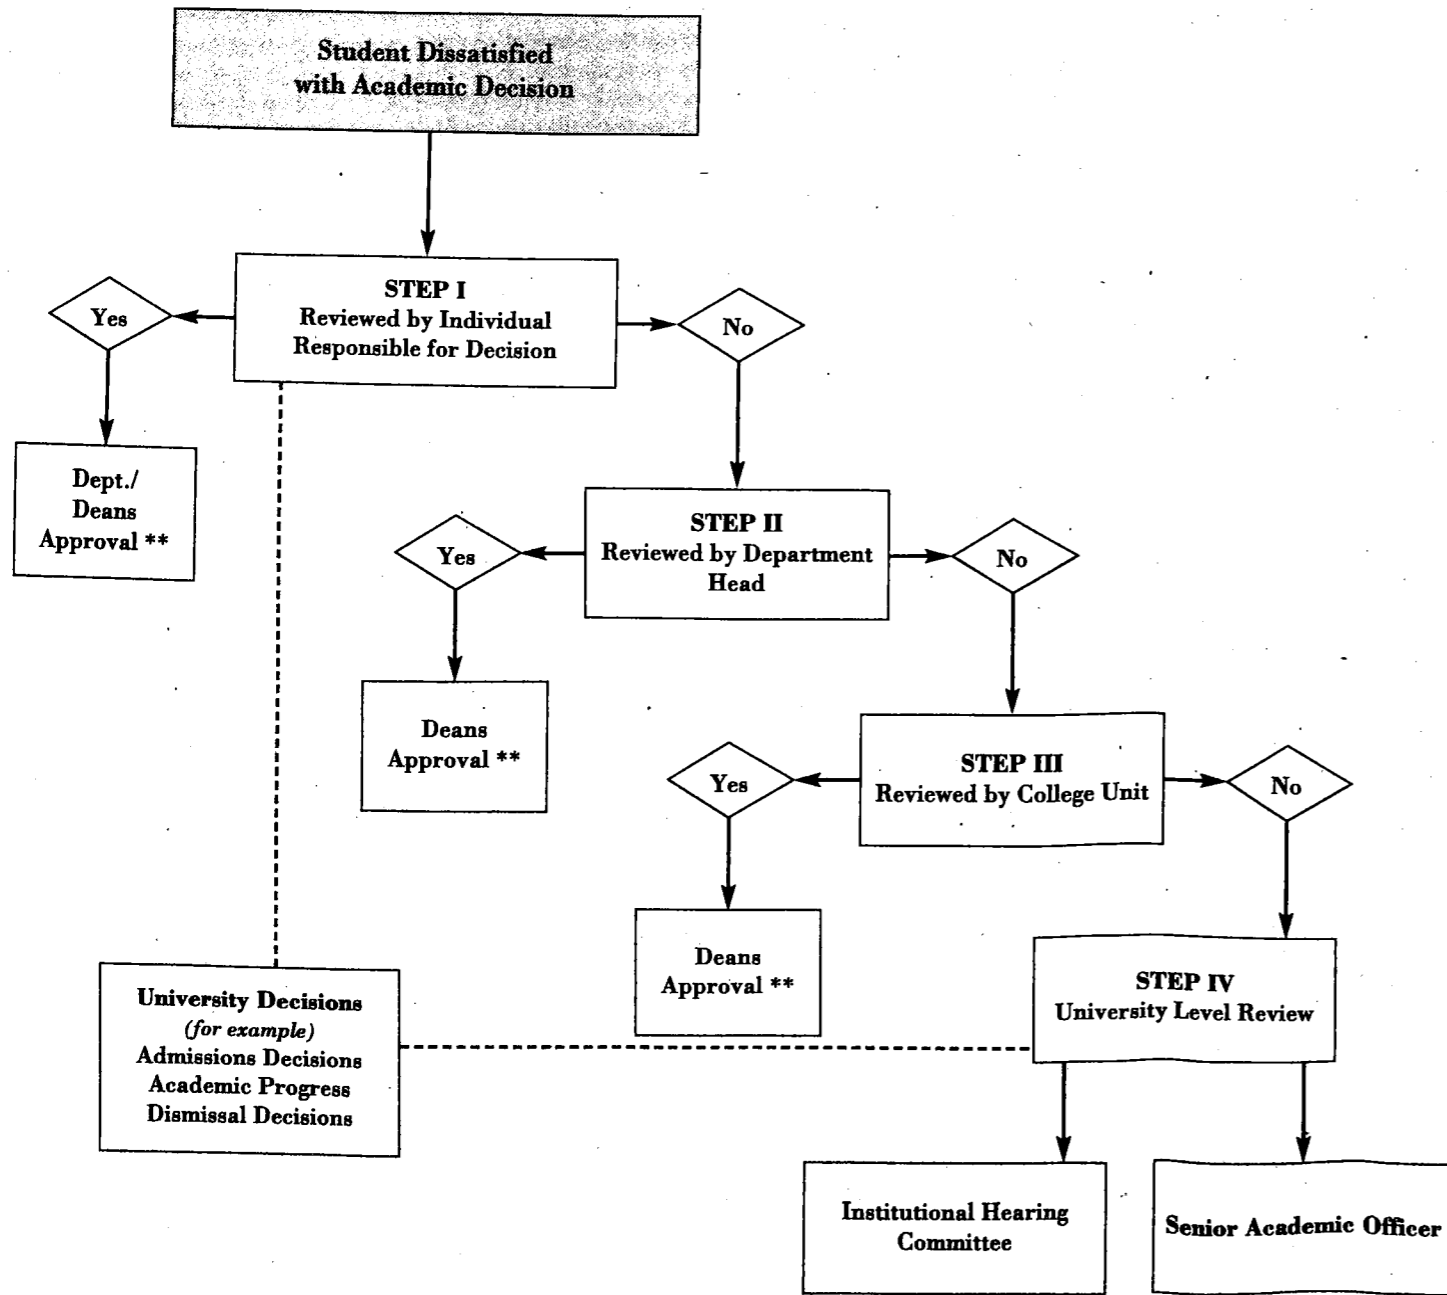 Student Dissatisfied
with Academic Decision
STEP I
Reviewed by Individual
Responsible for Decision
Yes
No
Dept./
Deans
Approval **
STEP II
Reviewed by Department
Head
Yes
No
Deans
Approval **
STEP III
Reviewed by College Unit
Yes
No
Deans
Approval **
STEP IV
University Level Review
University Decisions
(for example)
Admissions Decisions
Academic Progress
Dismissal Decisions
Institutional Hearing
Committee
Senior Academic Officer